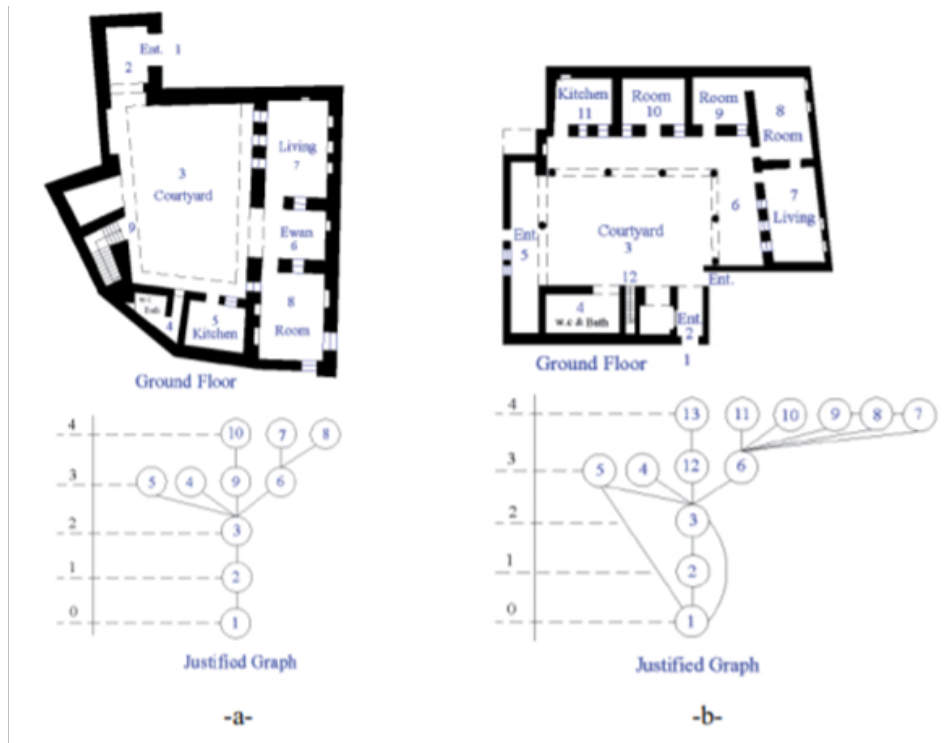 Ent. 1
2
3
Courtyard
Living
7
9
Ewan
6
8
Room
w.c
Bath
4
5
Kitchen
Ground Floor
4
10
7
8
3
5
4
9
6
2
3
1
2
0
1
Justified Graph
-a-
Kitchen
11
Room
10
Room
9
8
Room
7
Living
6
Ent.
5
Courtyard
3
12
Ent.
4
w.c & Bath
Ent.
2
1
Ground Floor
4
13
11
10
9
8
7
3
5
4
12
6
2
3
1
2
0
1
Justified Graph
-b-